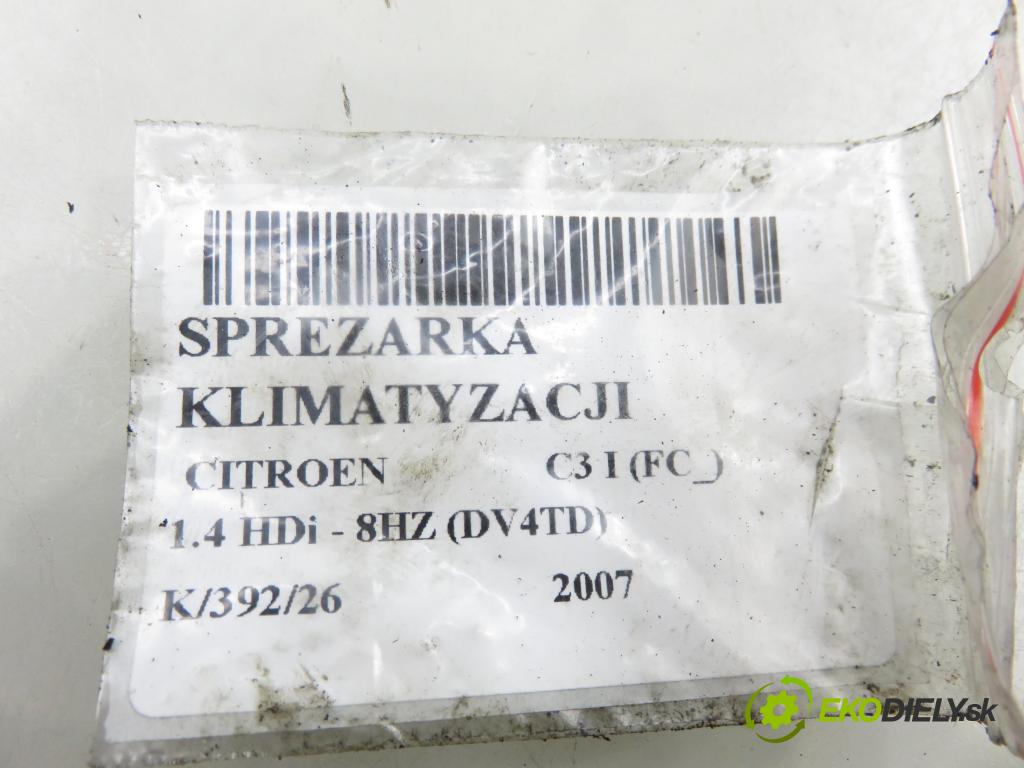 SPREZARKA
KLIMATYZACJI
CITROEN C3 I (FC_)
1.4 HDi - 8HZ (DV4TD)
K/392/26 2007
EKODIELY.sk